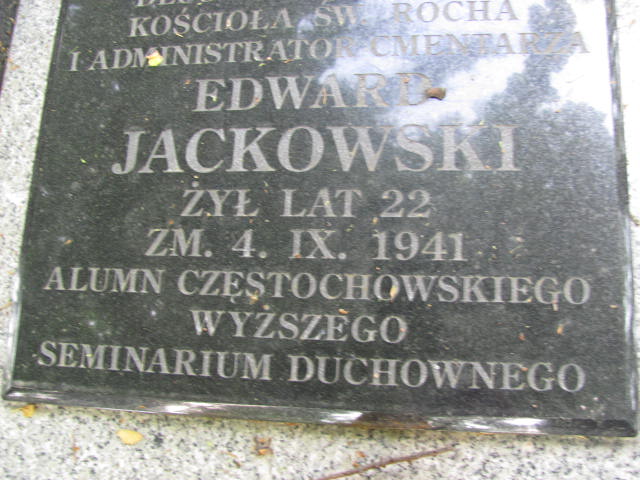 KOŚCIOŁA ŚW. ROCHA
I ADMINISTRATOR CMENTARZA
EDWARD
JACKOWSKI
ŻYŁ LAT 22
ZM. 4. IX. 1941
ALUMN CZĘSTOCHOWSKIEGO
WYŻSZEGO
SEMINARIUM DUCHOWNEGO